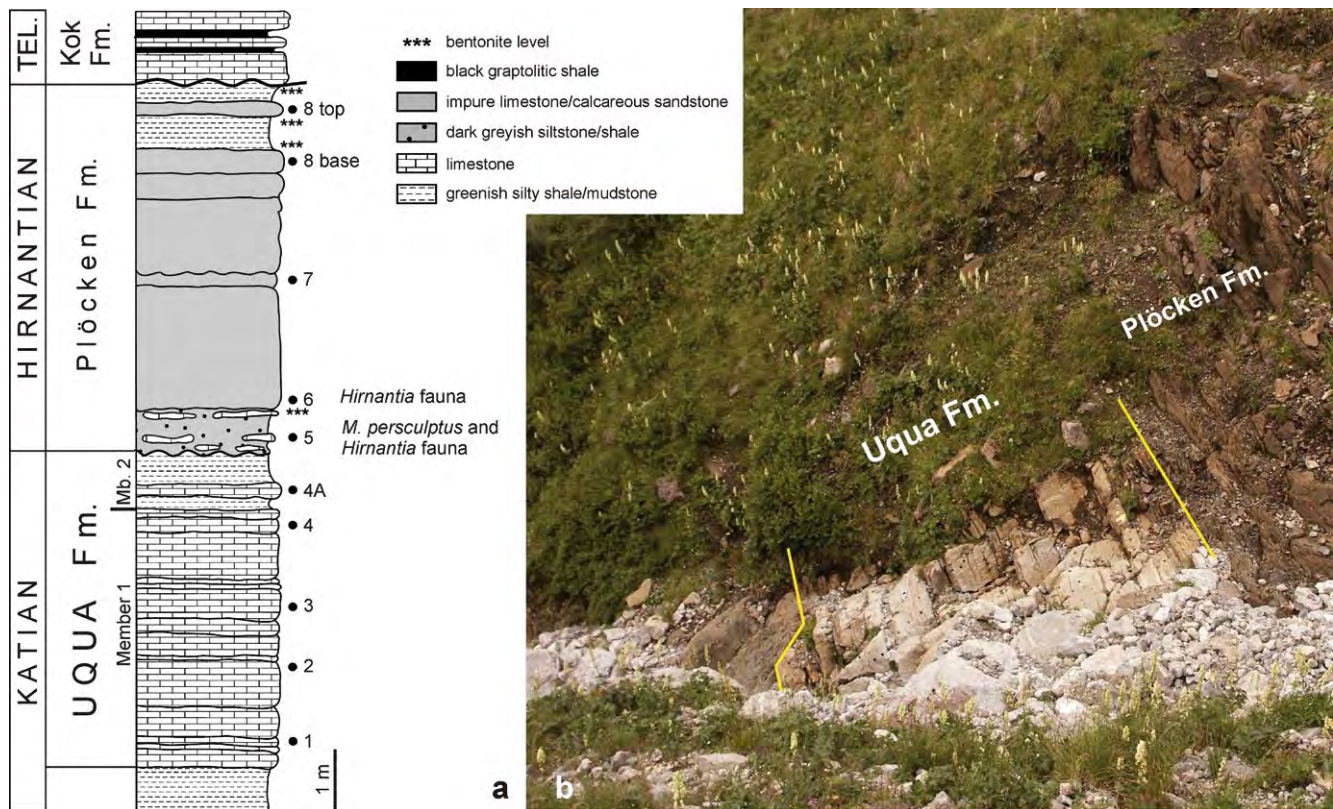 TEL.
Kok
Fm.
HIRNANTIAN
Plöcken Fm.
KATIAN
UQUA Fm.
Mb. 2
Member 1
***
8 top
***
***
8 base
7
6
Hirnantia fauna
***
5
M. persculptus and
Hirnantia fauna
4A
4
3
2
1
1 m
a
*** bentonite level
black graptolitic shale
impure limestone/calcareous sandstone
dark greyish siltstone/shale
limestone
greenish silty shale/mudstone
Uqua Fm.
Plöcken Fm.
b